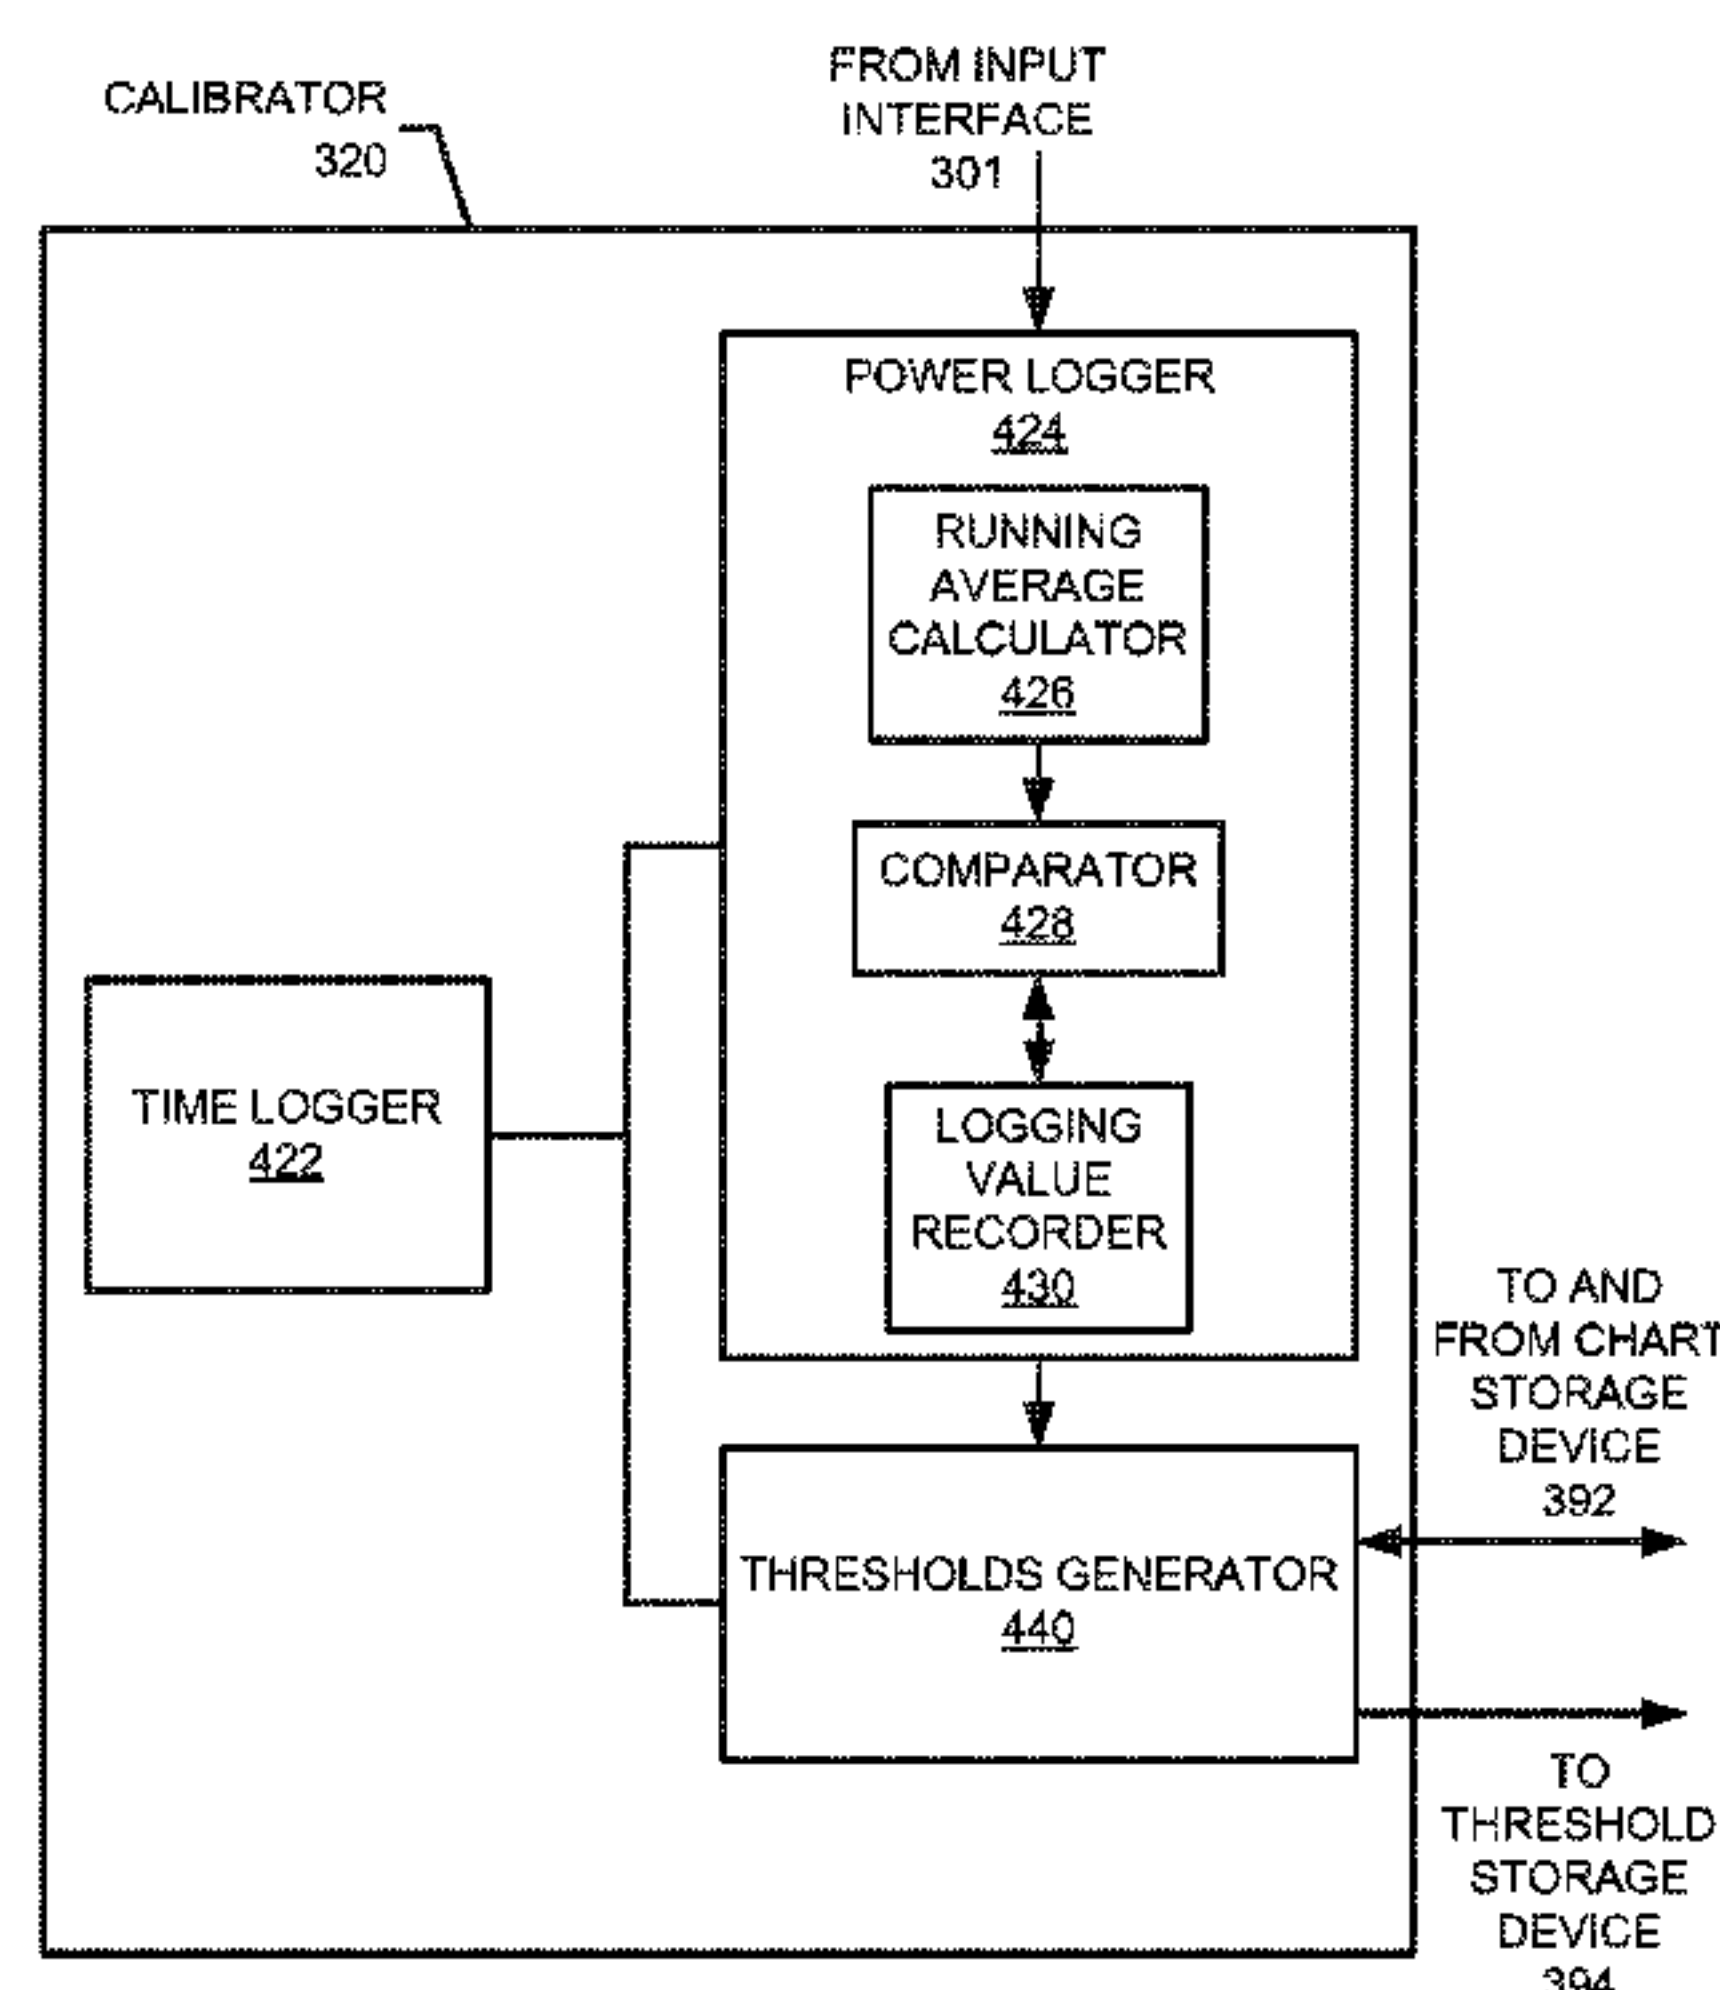 CALIBRATOR
320
FROM INPUT
INTERFACE
301
POWER LOGGER
424
RUNNING
AVERAGE
CALCULATOR
426
COMPARATOR
428
TIME LOGGER
422
LOGGING
VALUE
RECORDER
430
TO AND
FROM CHART
STORAGE
DEVICE
392
THRESHOLDS GENERATOR
440
TO
THRESHOLD
STORAGE
DEVICE
394